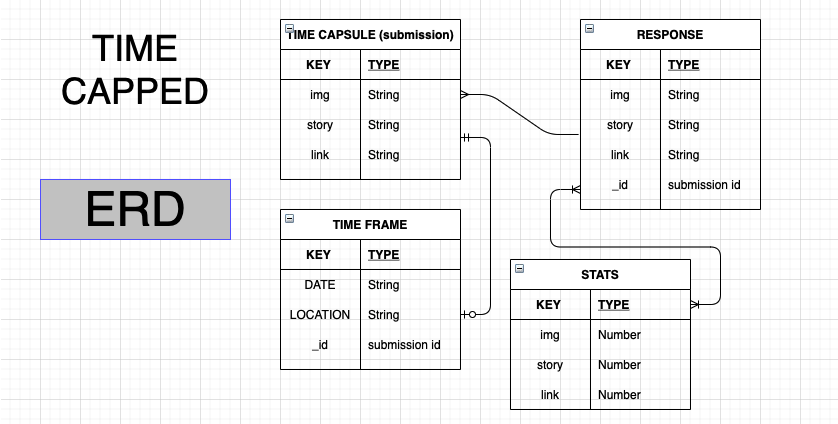 TIME
CAPPED
ERD
TIME CAPSULE (submission)
KEY TYPE
img String
story String
link String
TIME FRAME
KEY TYPE
DATE String
LOCATION String
_id submission id
RESPONSE
KEY TYPE
img String
story String
link String
_id submission id
STATS
KEY TYPE
img Number
story Number
link Number